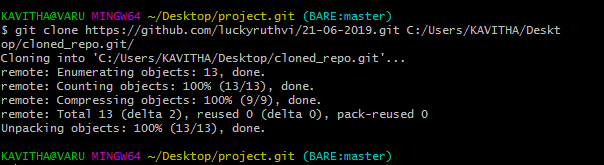 KAVITHA@VARU MINGW64 ~/Desktop/project.git (BARE:master)
$ git clone https://github.com/luckyruthvi/21-06-2019.git C:/Users/KAVITHA/Deskt
op/cloned_repo.git/
Cloning into 'C:/Users/KAVITHA/Desktop/cloned_repo.git'...
remote: Enumerating objects: 13, done.
remote: Counting objects: 100% (13/13), done.
remote: Compressing objects: 100% (9/9), done.
remote: Total 13 (delta 2), reused 0 (delta 0), pack-reused 0
Unpacking objects: 100% (13/13), done.
KAVITHA@VARU MINGW64 ~/Desktop/project.git (BARE:master)